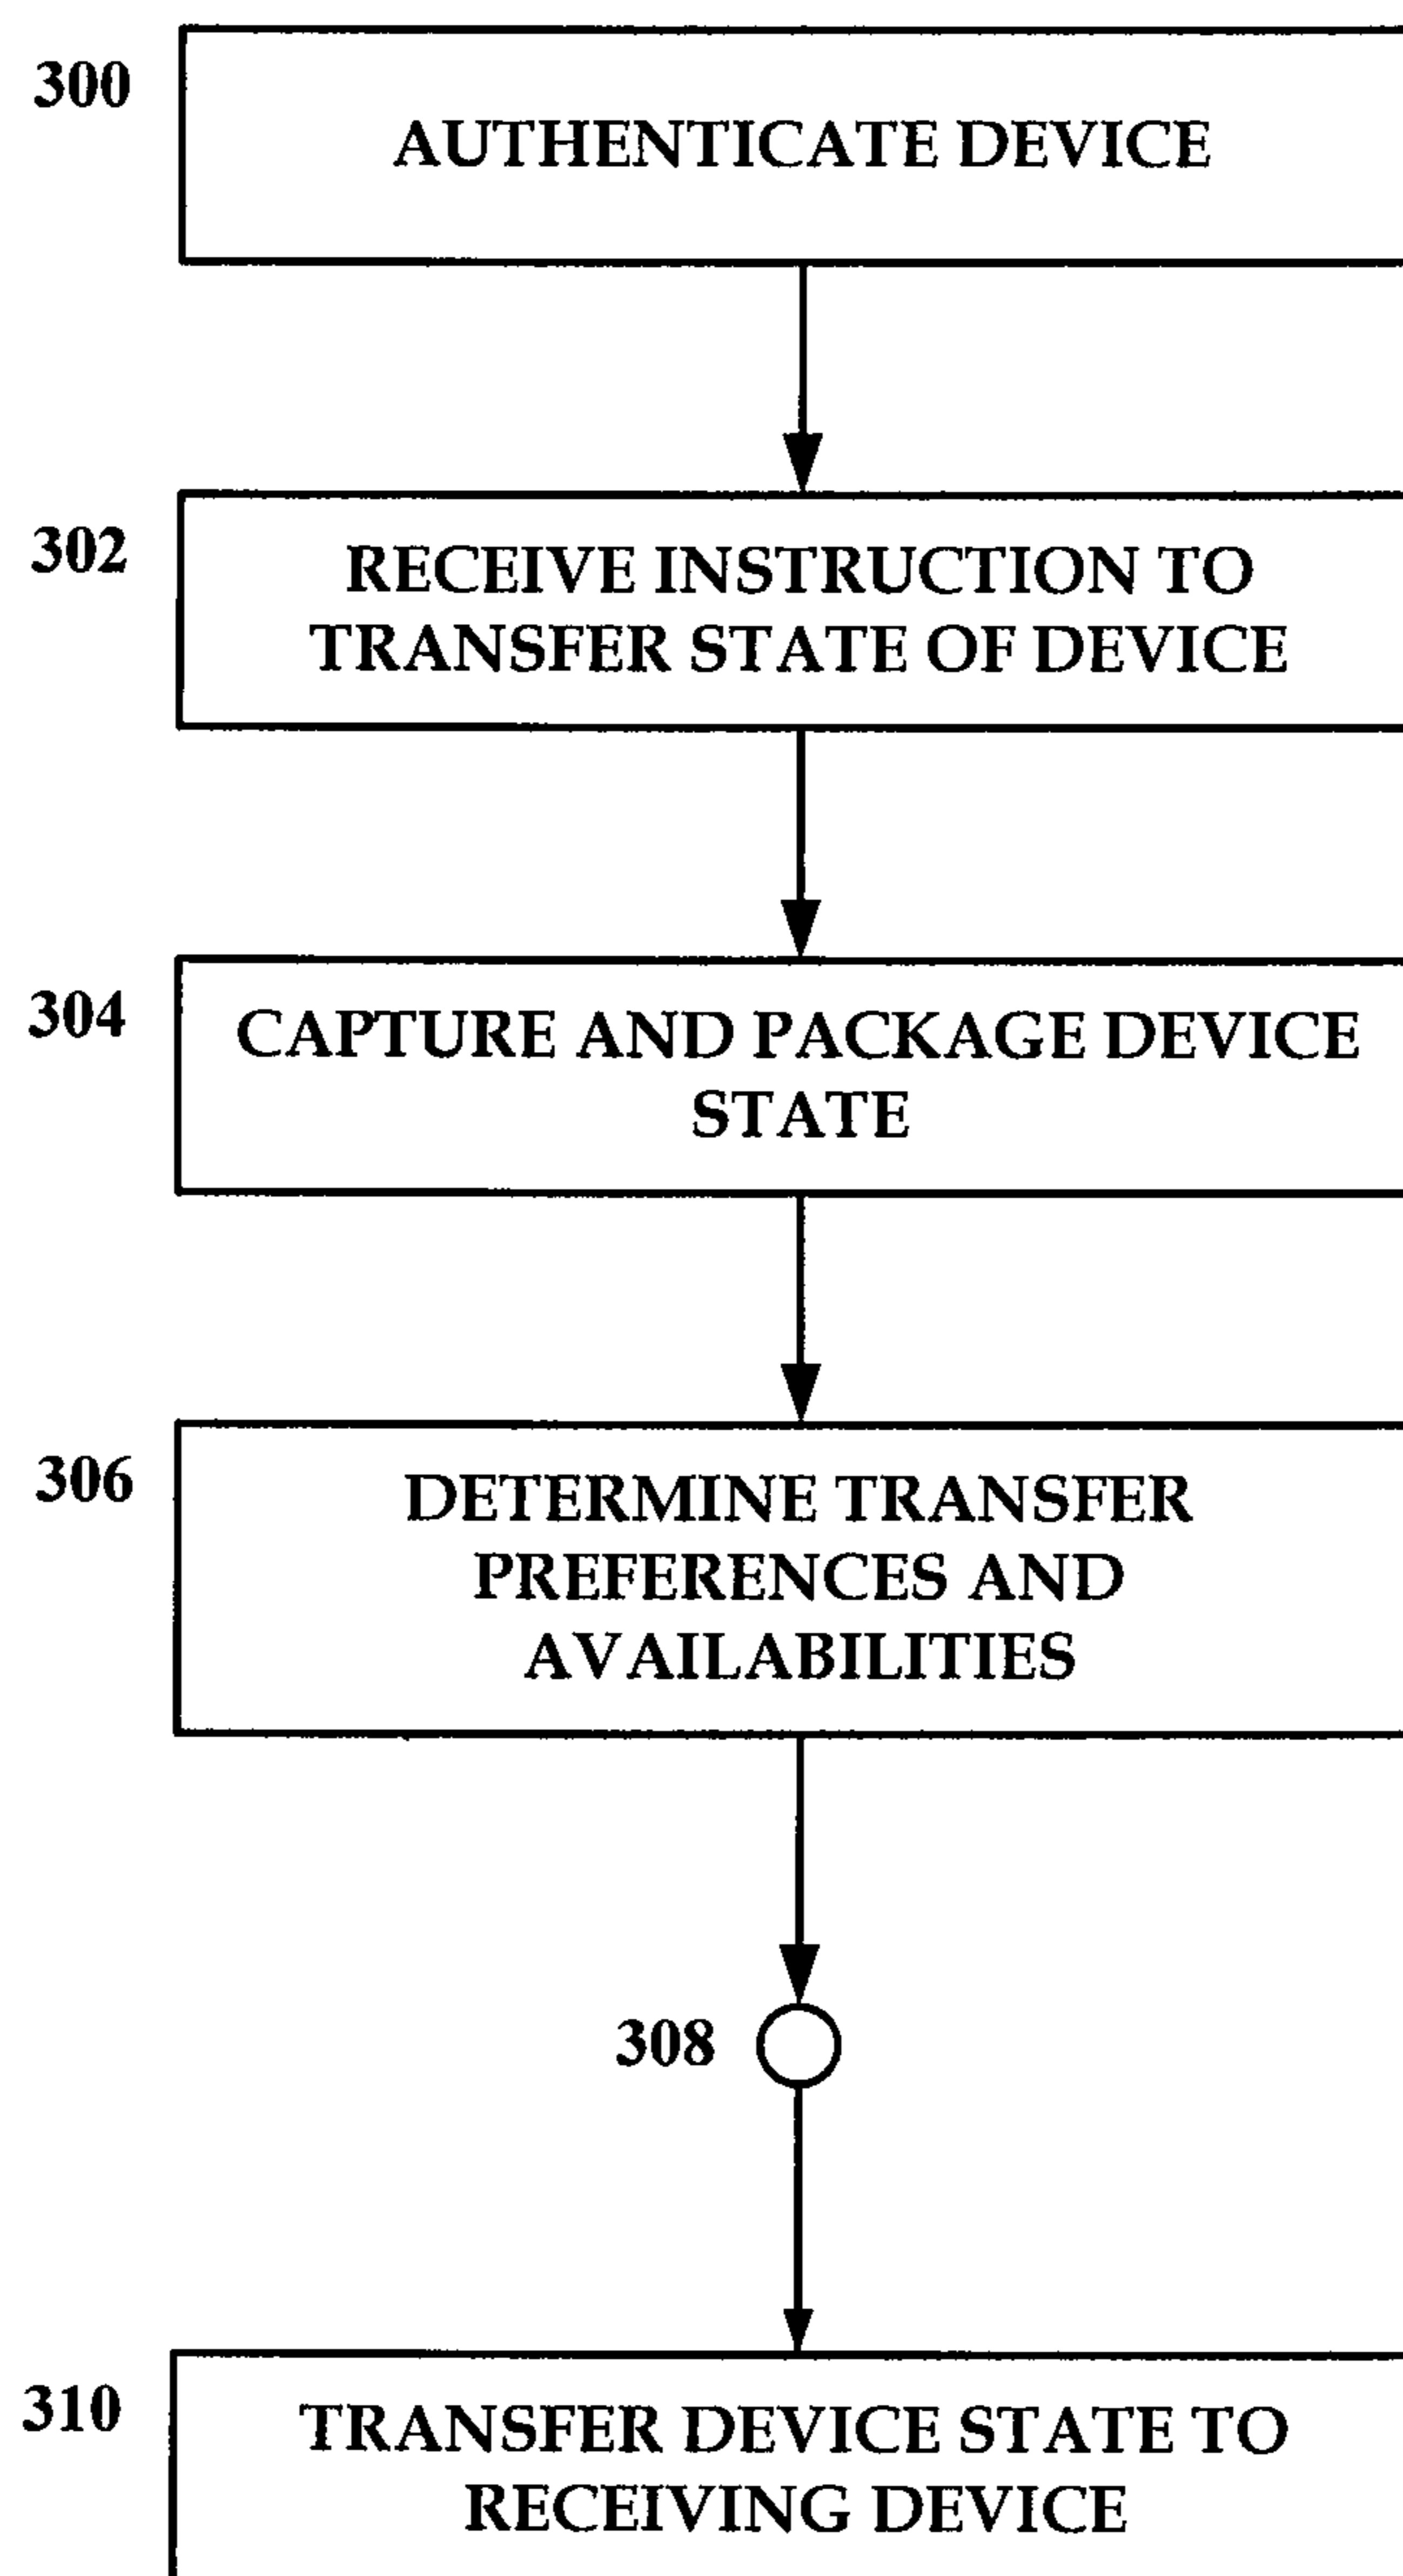 300
AUTHENTICATE DEVICE
302
RECEIVE INSTRUCTION TO
TRANSFER STATE OF DEVICE
304
CAPTURE AND PACKAGE DEVICE
STATE
306
DETERMINE TRANSFER
PREFERENCES AND
AVAILABILITIES
308
310
TRANSFER DEVICE STATE TO
RECEIVING DEVICE